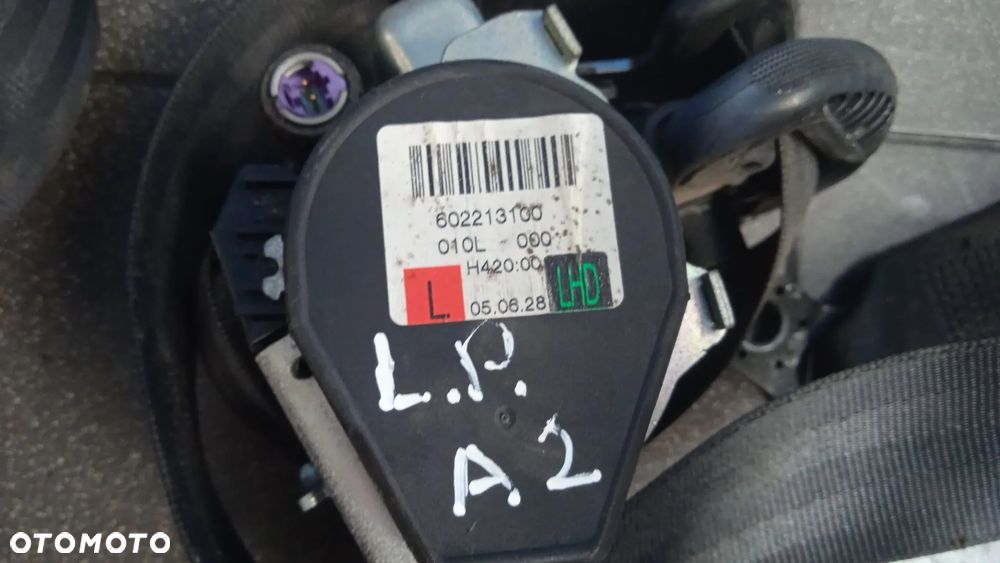 602213100
010L 000
H420:00
L
05.06.28
LHD
L.P.
A.2
OTOMOTO